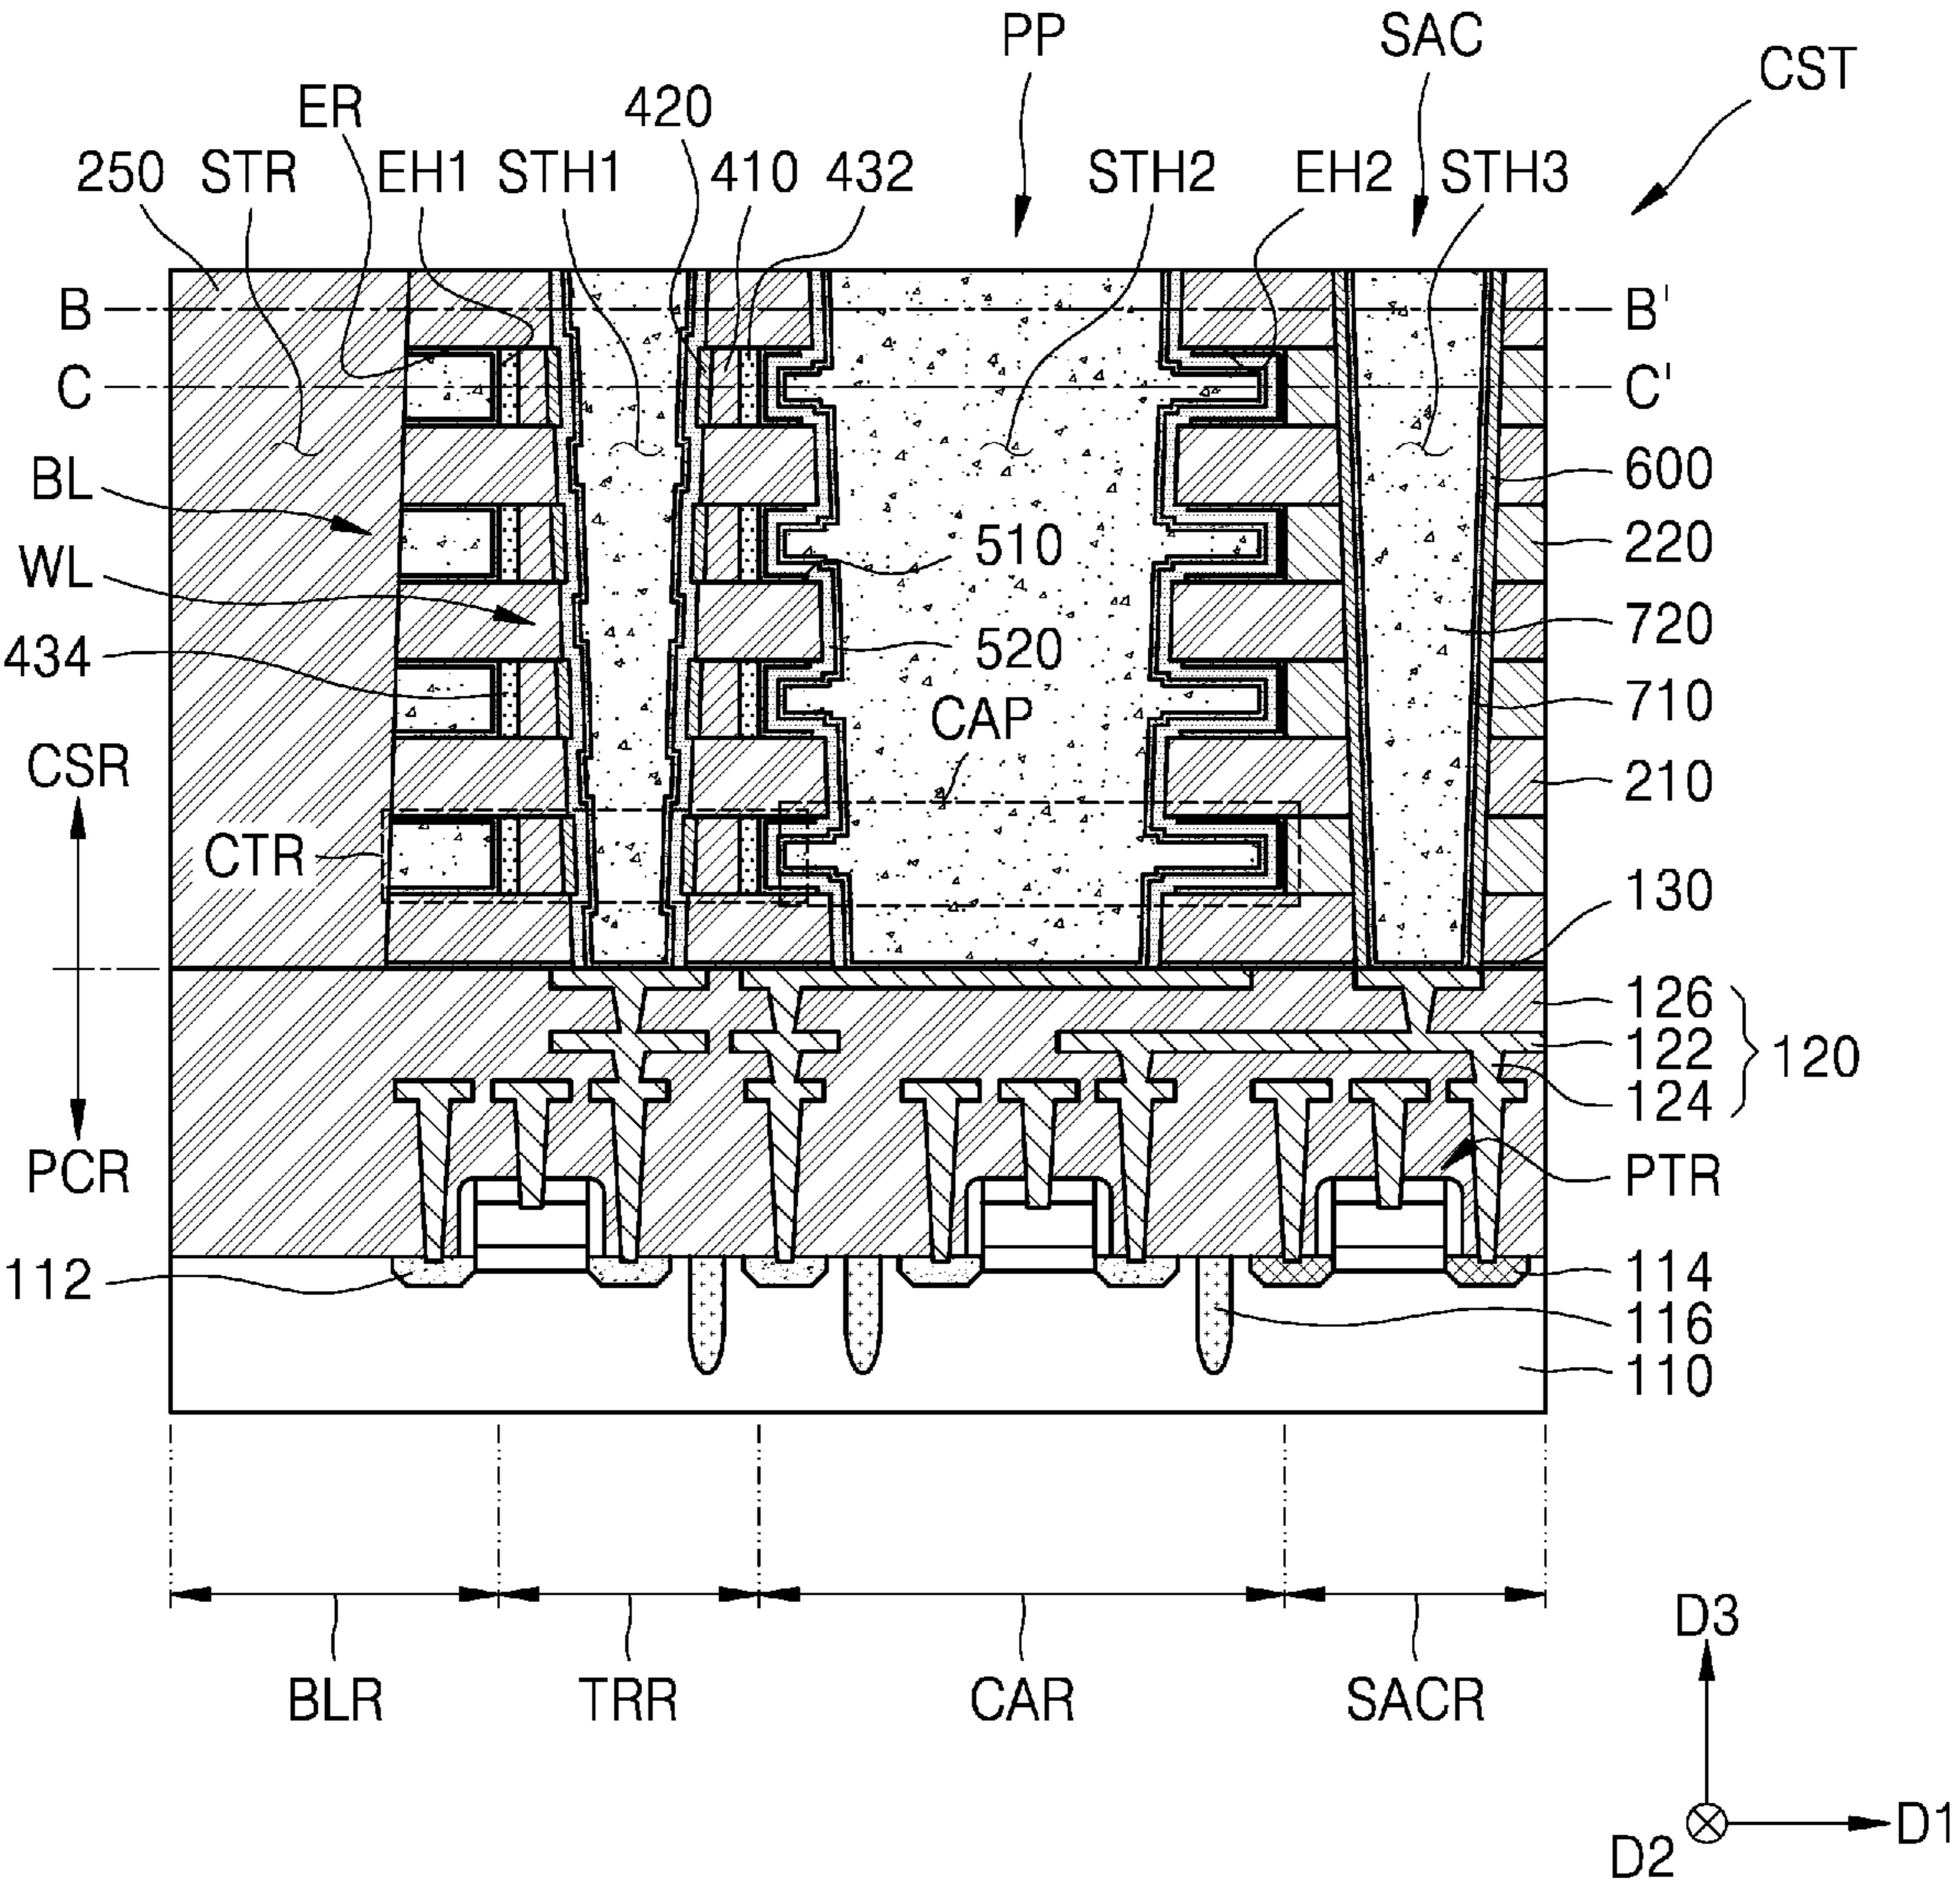 PP SAC CST
ER 420
250 STR EH1 STH1 410 432 STH2 EH2 STH3
B B'
C C'
BL 600
510 220
WL 720
434 520
CAP 710
CSR 210
CTR 130
126
122 120
124
PCR PTR
112 114
116
110
BLR TRR CAR SACR
D3
D1
D2